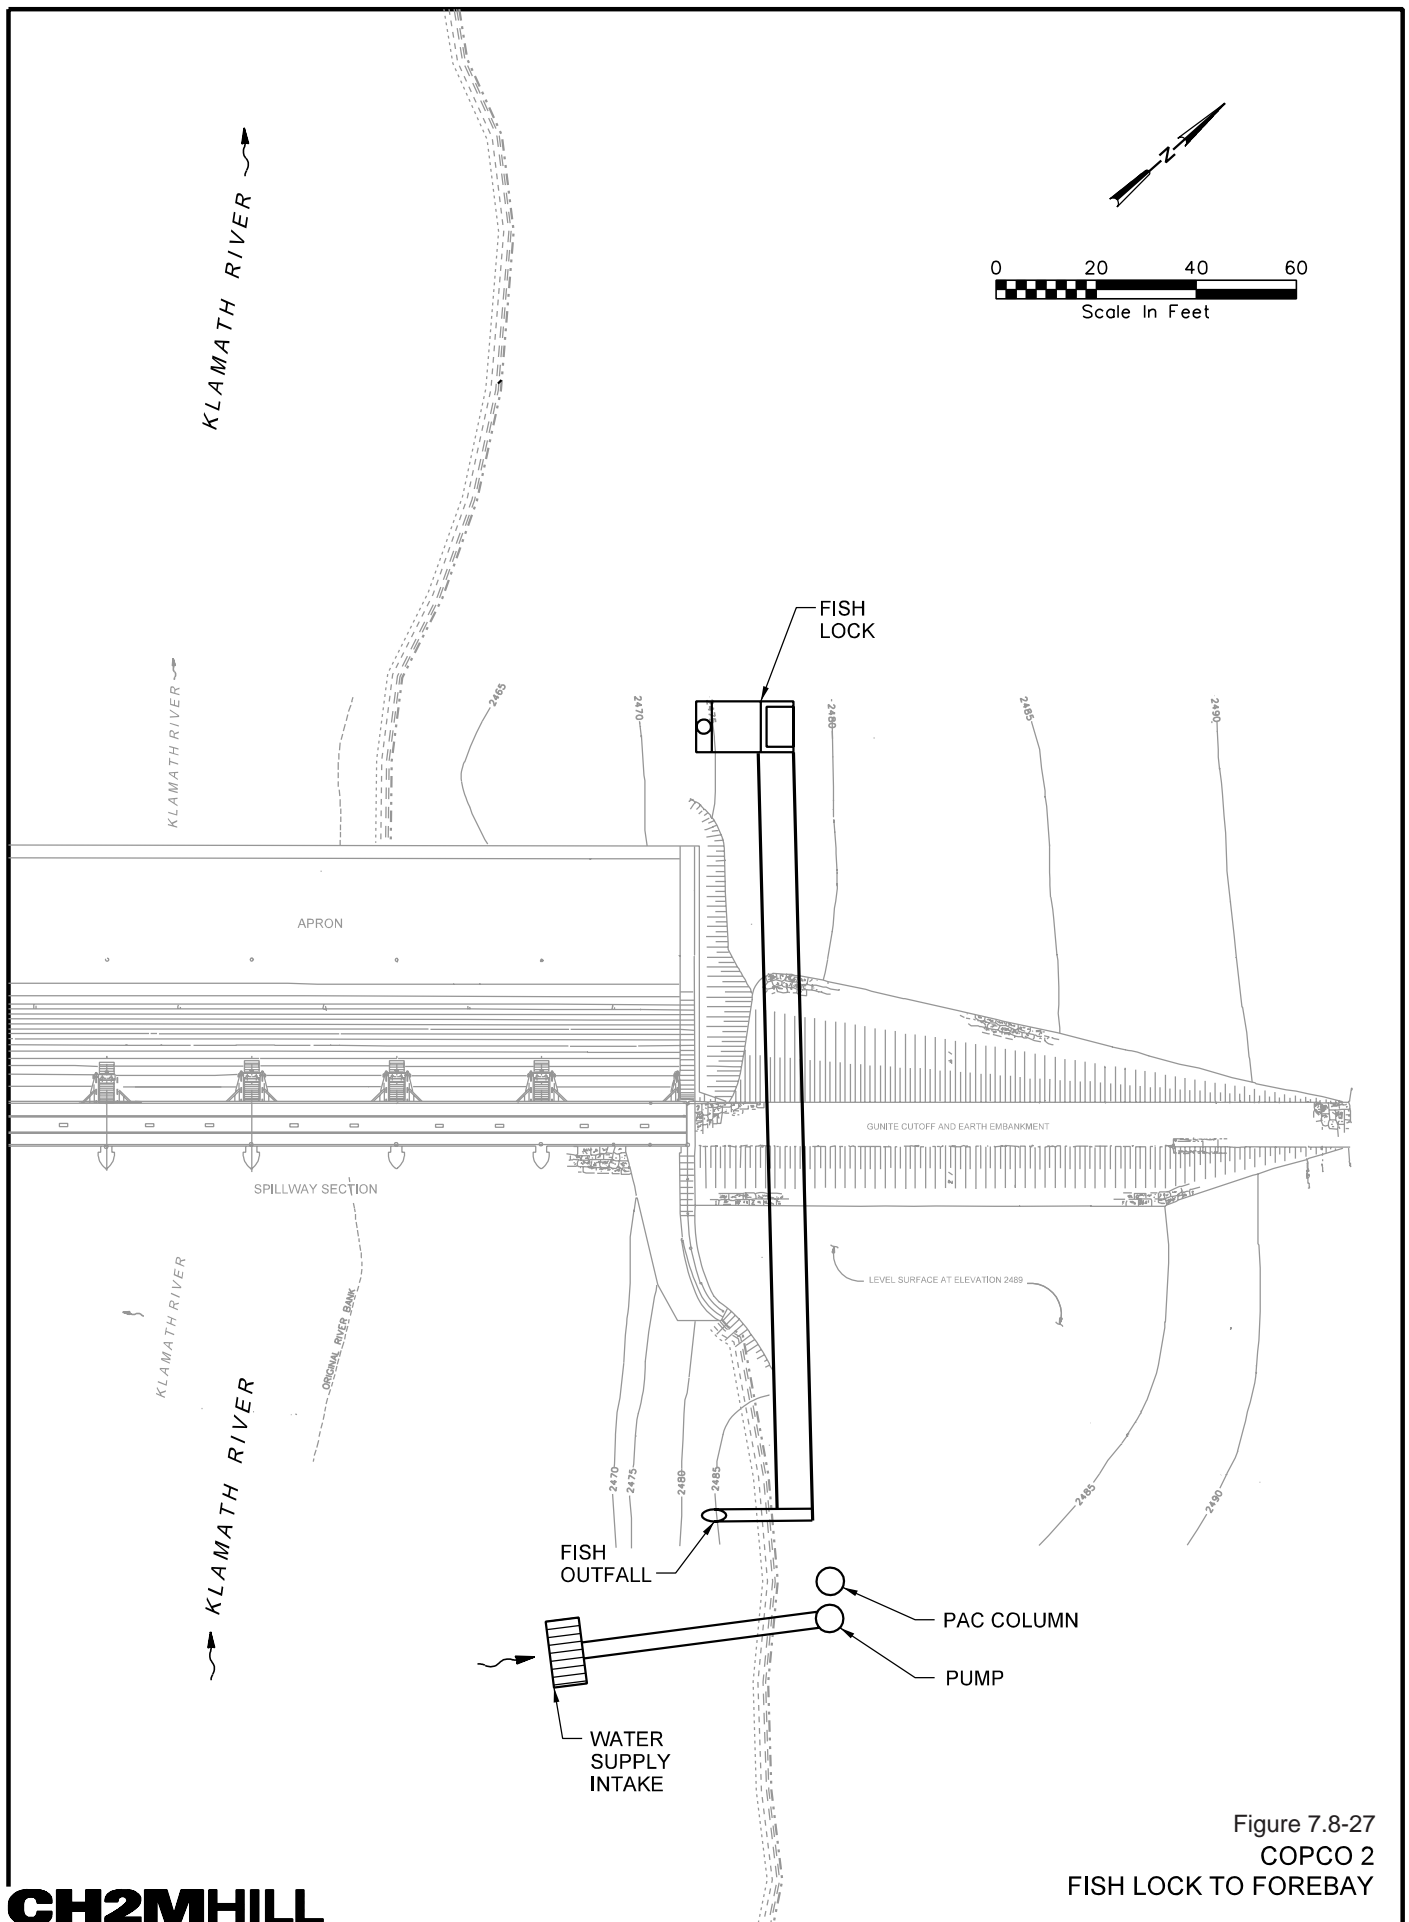 KLAMATH RIVER
N
0 20 40 60
Scale In Feet
FISH
LOCK
KLAMATH RIVER
2465
2470
2475
2480
2485
2490
APRON
GUNITE CUTOFF AND EARTH EMBANKMENT
SPILLWAY SECTION
KLAMATH RIVER
ORIGINAL RIVER BANK
LEVEL SURFACE AT ELEVATION 2489
KLAMATH RIVER
2470
2475
2480
2485
2485
2490
FISH
OUTFALL
PAC COLUMN
PUMP
WATER
SUPPLY
INTAKE
Figure 7.8-27
COPCO 2
FISH LOCK TO FOREBAY
CH2MHILL